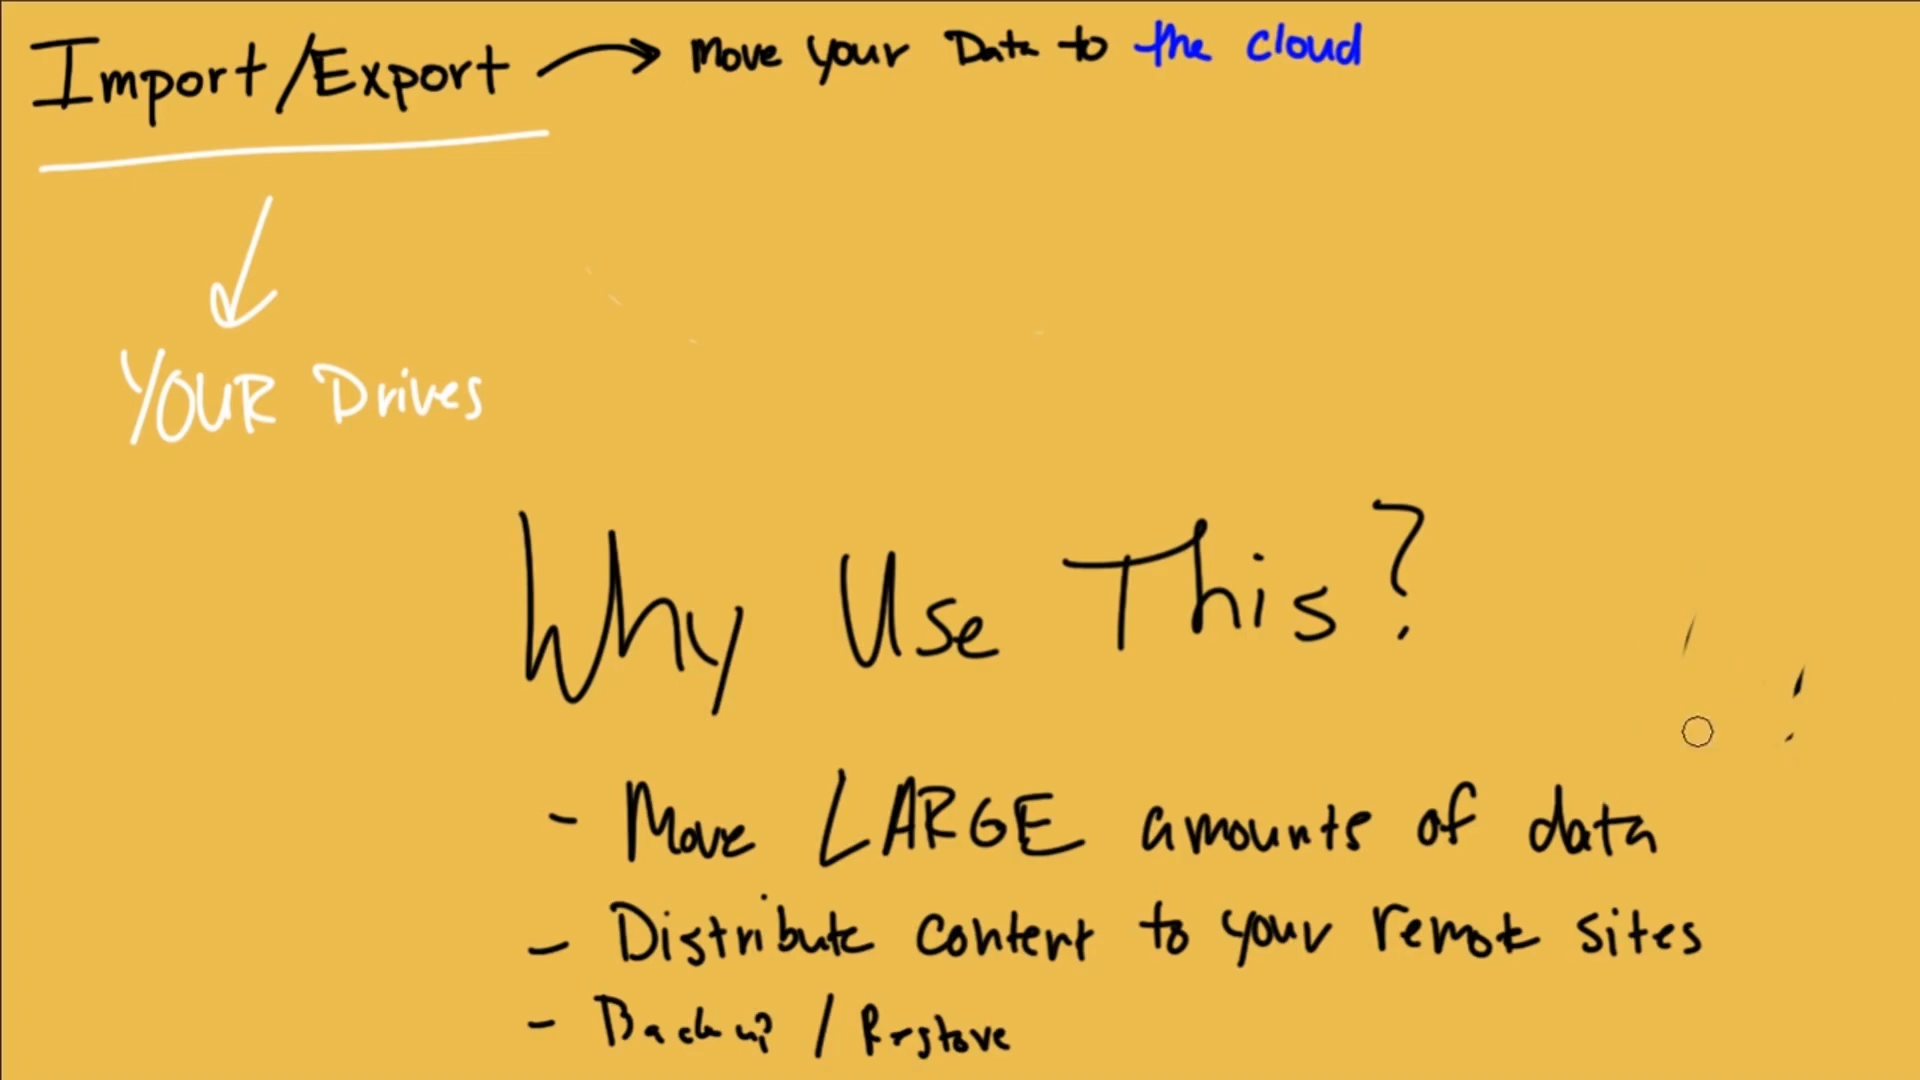 Import/Export → Move your Data to the cloud
YOUR Drives
Why Use This?
- Move LARGE amounts of data
- Distribute content to your remote sites
- Backup / Restore